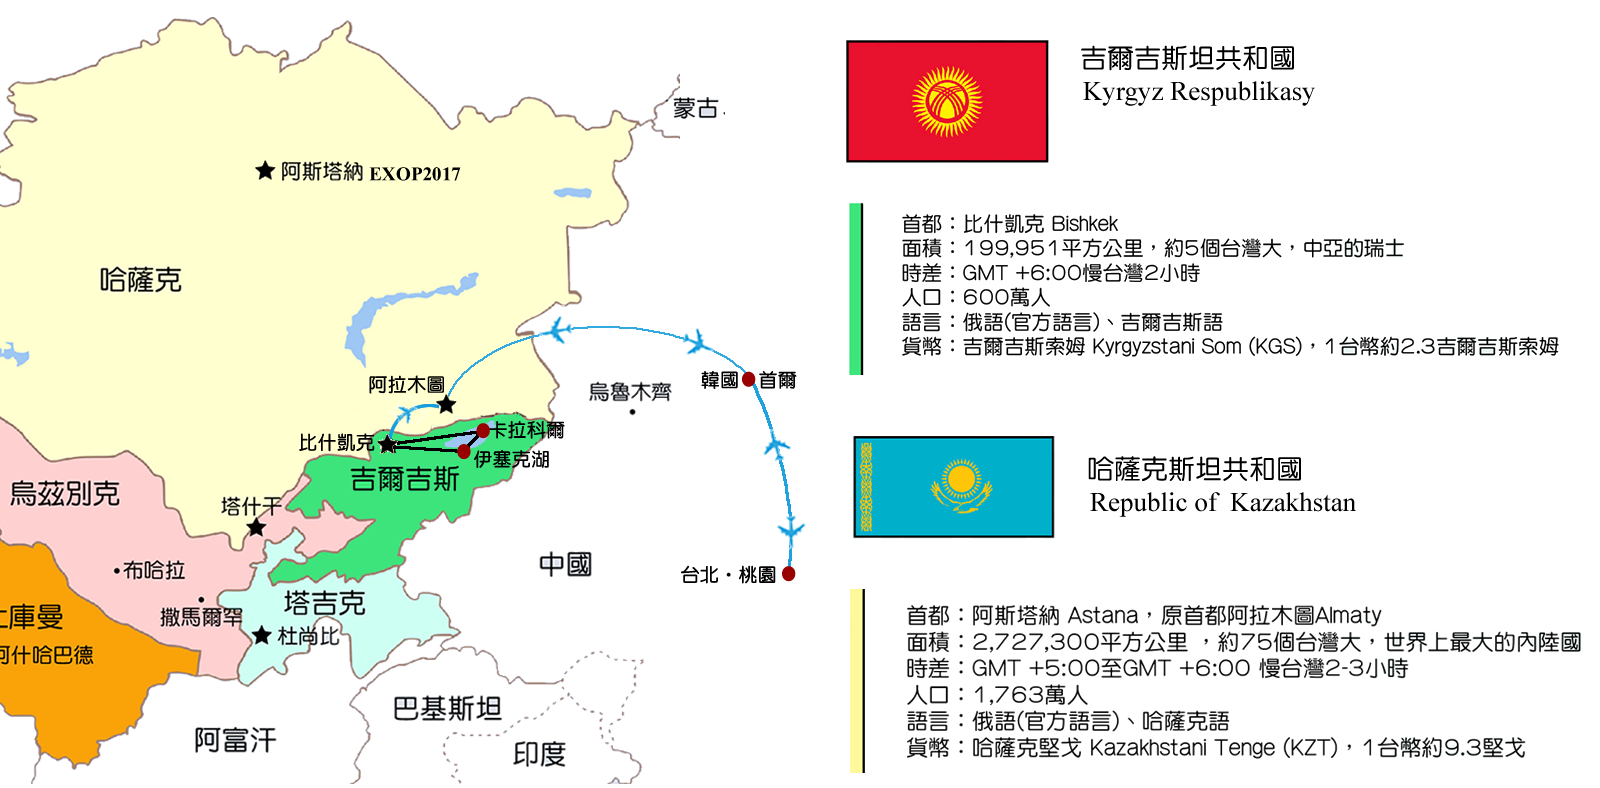 蒙古
阿斯塔納 EXOP2017
哈薩克
阿拉木圖
韓國 首爾
烏魯木齊
比什凱克
卡拉科爾
伊塞克湖
吉爾吉斯
烏茲別克
塔什干
中國
台北・桃園
布哈拉
塔吉克
撒馬爾罕
土庫曼
杜尚比
阿什哈巴德
巴基斯坦
阿富汗
印度
吉爾吉斯坦共和國
Kyrgyz Respublikasy
首都：比什凱克 Bishkek
面積：199,951平方公里，約5個台灣大，中亞的瑞士
時差：GMT +6:00慢台灣2小時
人口：600萬人
語言：俄語(官方語言)、吉爾吉斯語
貨幣：吉爾吉斯索姆 Kyrgyzstani Som (KGS)，1台幣約2.3吉爾吉斯索姆
哈薩克斯坦共和國
Republic of Kazakhstan
首都：阿斯塔納 Astana，原首都阿拉木圖Almaty
面積：2,727,300平方公里 ，約75個台灣大，世界上最大的內陸國
時差：GMT +5:00至GMT +6:00 慢台灣2-3小時
人口：1,763萬人
語言：俄語(官方語言)、哈薩克語
貨幣：哈薩克堅戈 Kazakhstani Tenge (KZT)，1台幣約9.3堅戈